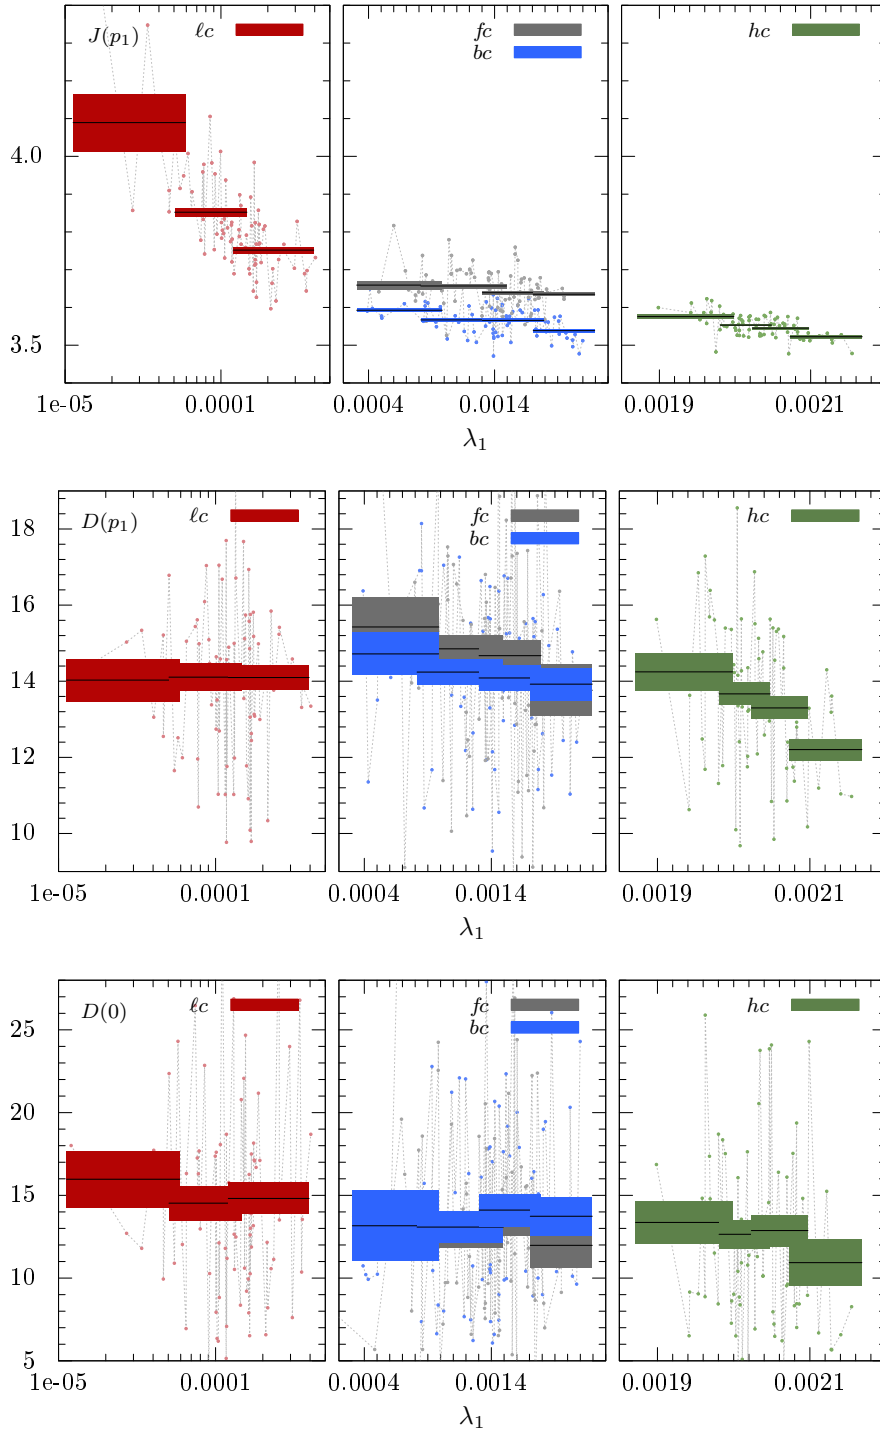 J(p₁) ℓc fc hc
bc
4.0
3.5
1e-05 0.0001 0.0004 0.0014 0.0019 0.0021
λ₁
18 D(p₁) ℓc fc hc
bc
16
14
12
10
1e-05 0.0001 0.0004 0.0014 0.0019 0.0021
λ₁
D(0) ℓc fc hc
25 bc
20
15
10
5
1e-05 0.0001 0.0004 0.0014 0.0019 0.0021
λ₁